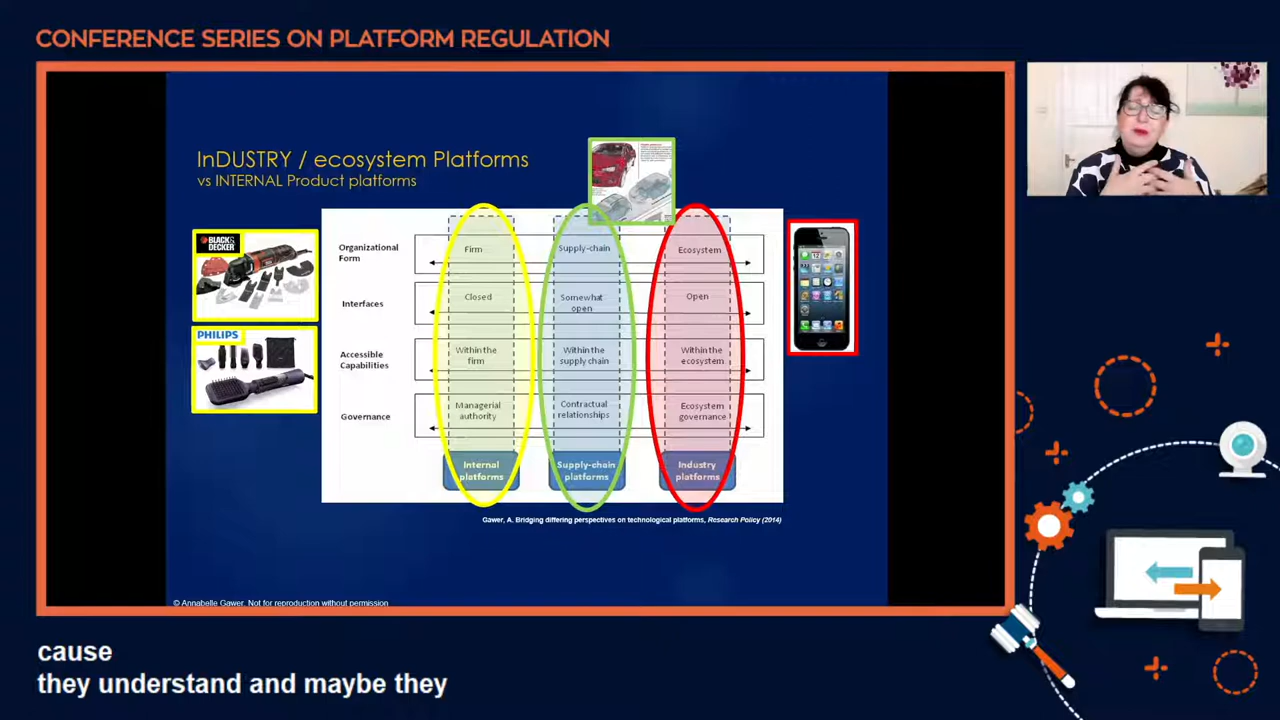 CONFERENCE SERIES ON PLATFORM REGULATION
InDUSTRY / ecosystem Platforms
vs INTERNAL Product platforms
BLACK&
DECKER
PHILIPS
Organizational
Form
Firm
Supply-chain
Ecosystem
Interfaces
Closed
Somewhat
open
Open
Accessible
Capabilities
Within the
firm
Within the
supply chain
Within the
ecosystem
Governance
Managerial
authority
Contractual
relationships
Ecosystem
governance
Internal
platforms
Supply-chain
platforms
Industry
platforms
Gawer, A. Bridging differing perspectives on technological platforms, Research Policy (2014)
© Annabelle Gawer. Not for reproduction without permission
cause
they understand and maybe they